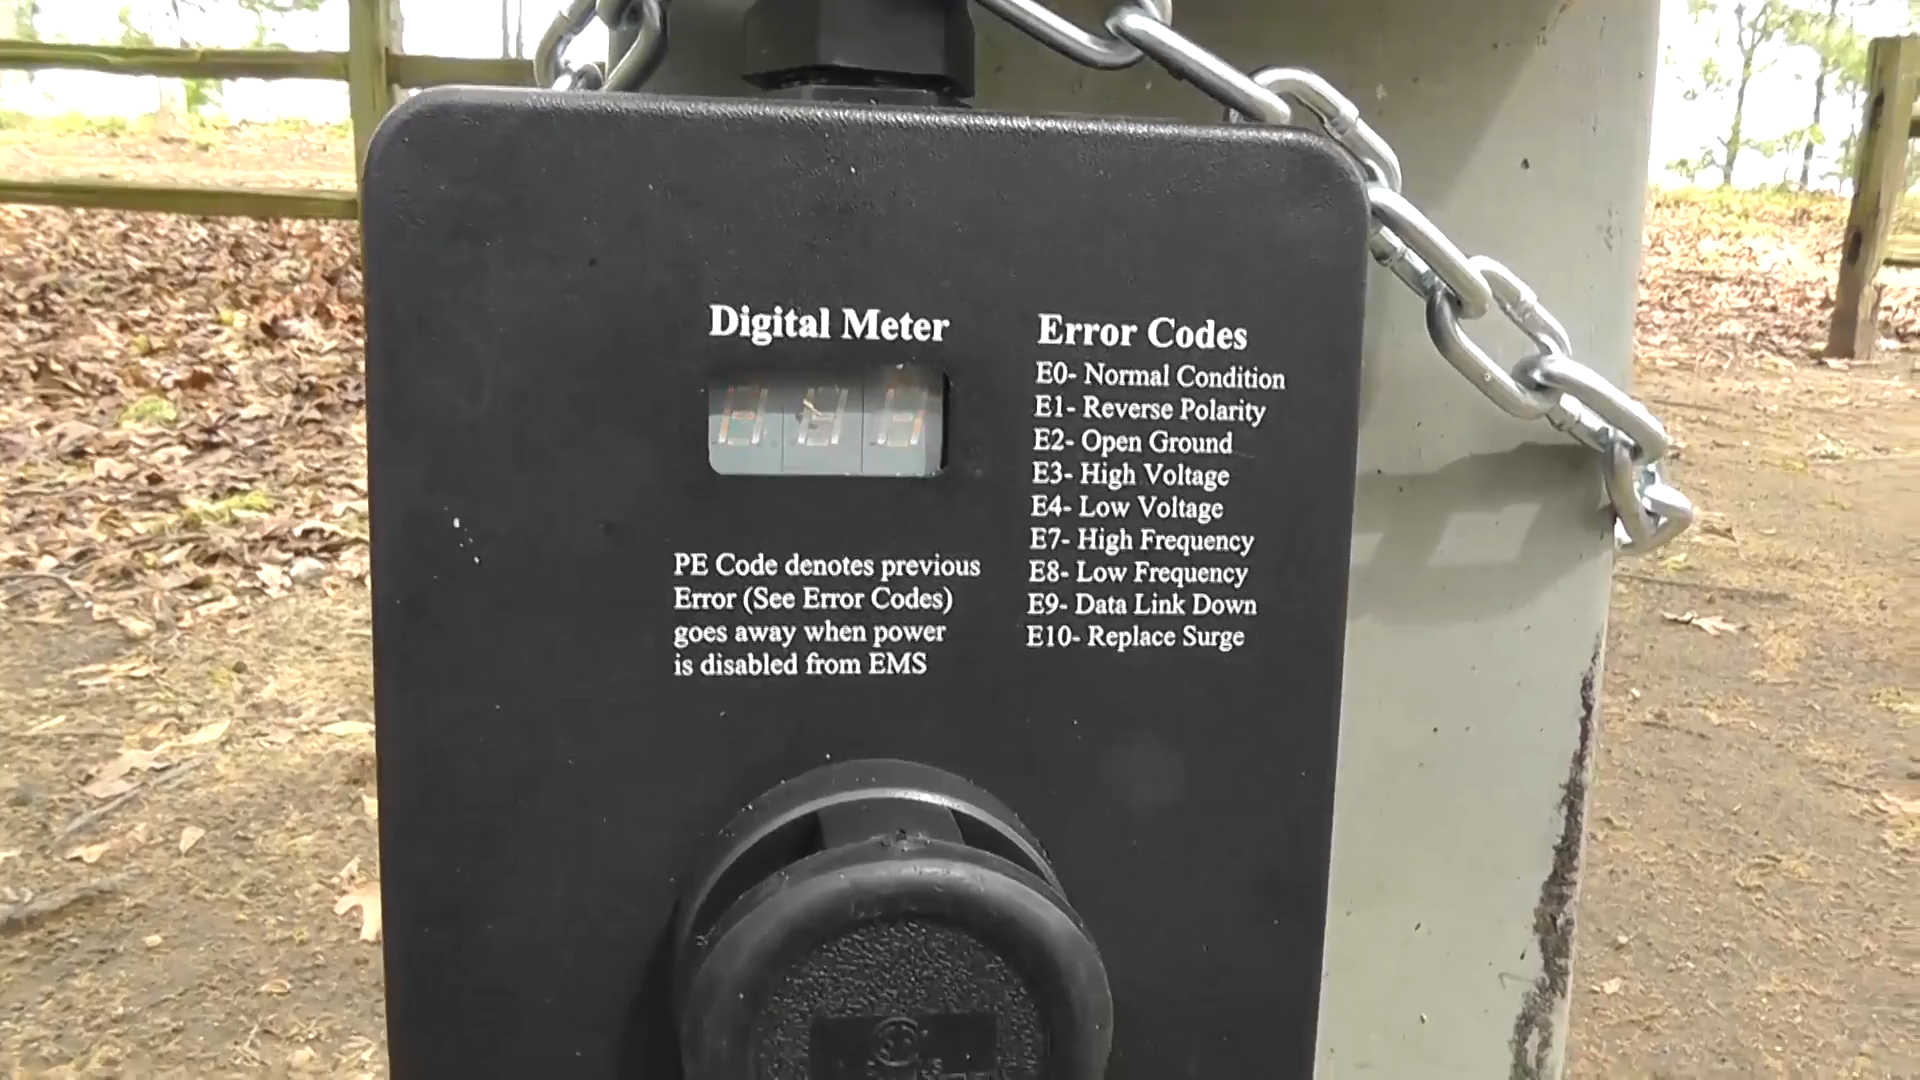 Digital Meter
PE Code denotes previous
Error (See Error Codes)
goes away when power
is disabled from EMS
Error Codes
E0- Normal Condition
E1- Reverse Polarity
E2- Open Ground
E3- High Voltage
E4- Low Voltage
E7- High Frequency
E8- Low Frequency
E9- Data Link Down
E10- Replace Surge